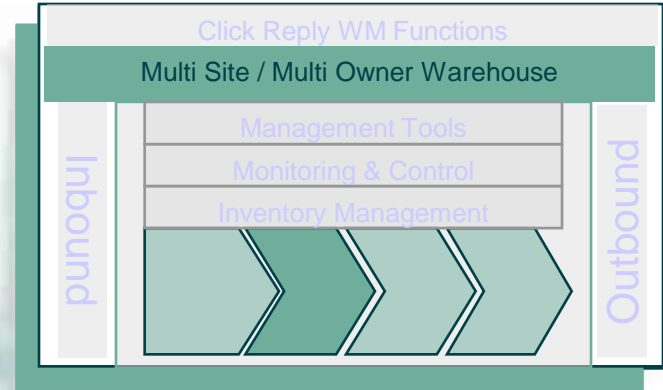 Click Reply WM Functions
Multi Site / Multi Owner Warehouse
Inbound
Management Tools
Monitoring & Control
Inventory Management
Outbound